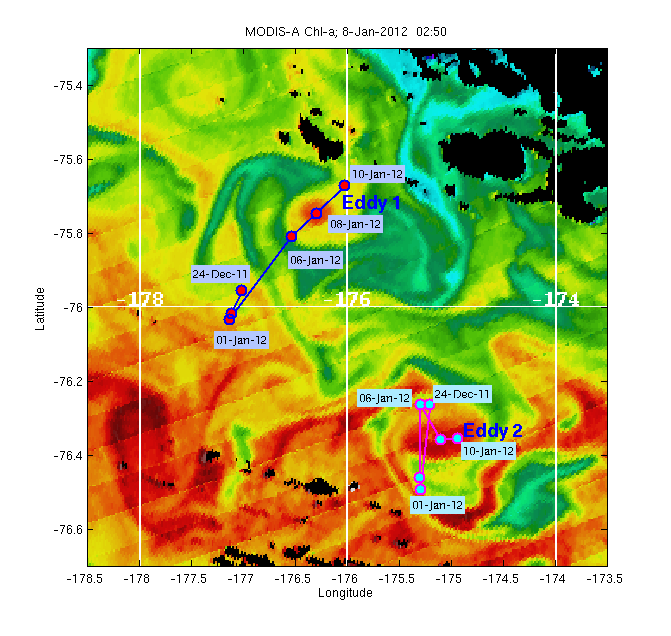 MODIS-A Chl-a; 8-Jan-2012 02:50
-75.4
-75.6
10-Jan-12
Eddy 1
08-Jan-12
-75.8
06-Jan-12
24-Dec-11
-178
-176
-174
-76
Latitude
01-Jan-12
-76.2
06-Jan-12
24-Dec-11
Eddy 2
10-Jan-12
-76.4
01-Jan-12
-76.6
-178.5 -178 -177.5 -177 -176.5 -176 -175.5 -175 -174.5 -174 -173.5
Longitude